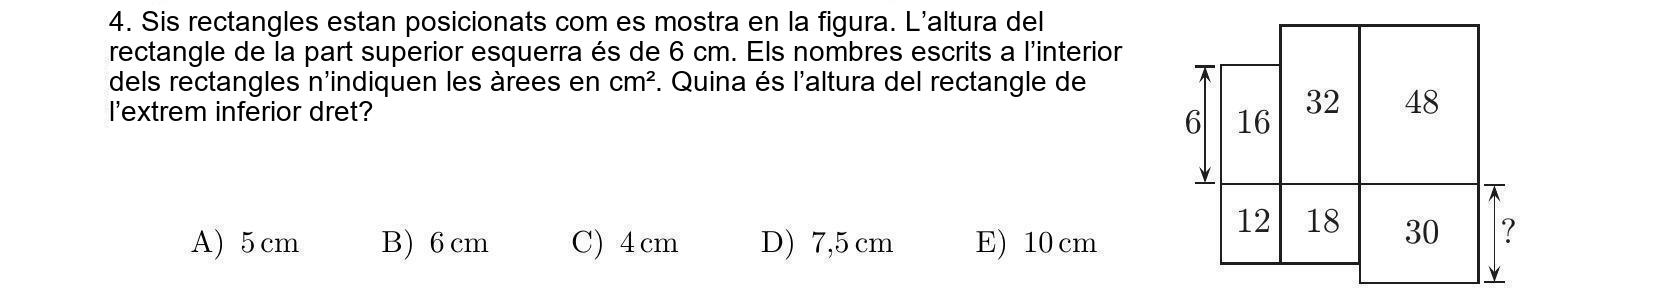 4. Sis rectangles estan posicionats com es mostra en la figura. L’altura del
rectangle de la part superior esquerra és de 6 cm. Els nombres escrits a l’interior
dels rectangles n’indiquen les àrees en cm². Quina és l’altura del rectangle de
l’extrem inferior dret?
A) 5 cm B) 6 cm C) 4 cm D) 7,5 cm E) 10 cm
32 48
6 16
12 18 30 ?